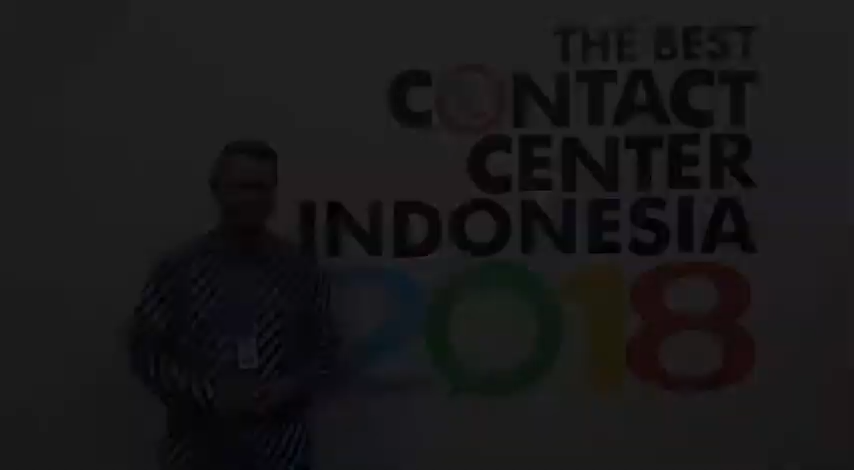 THE BEST
CONTACT
CENTER
INDONESIA
2018